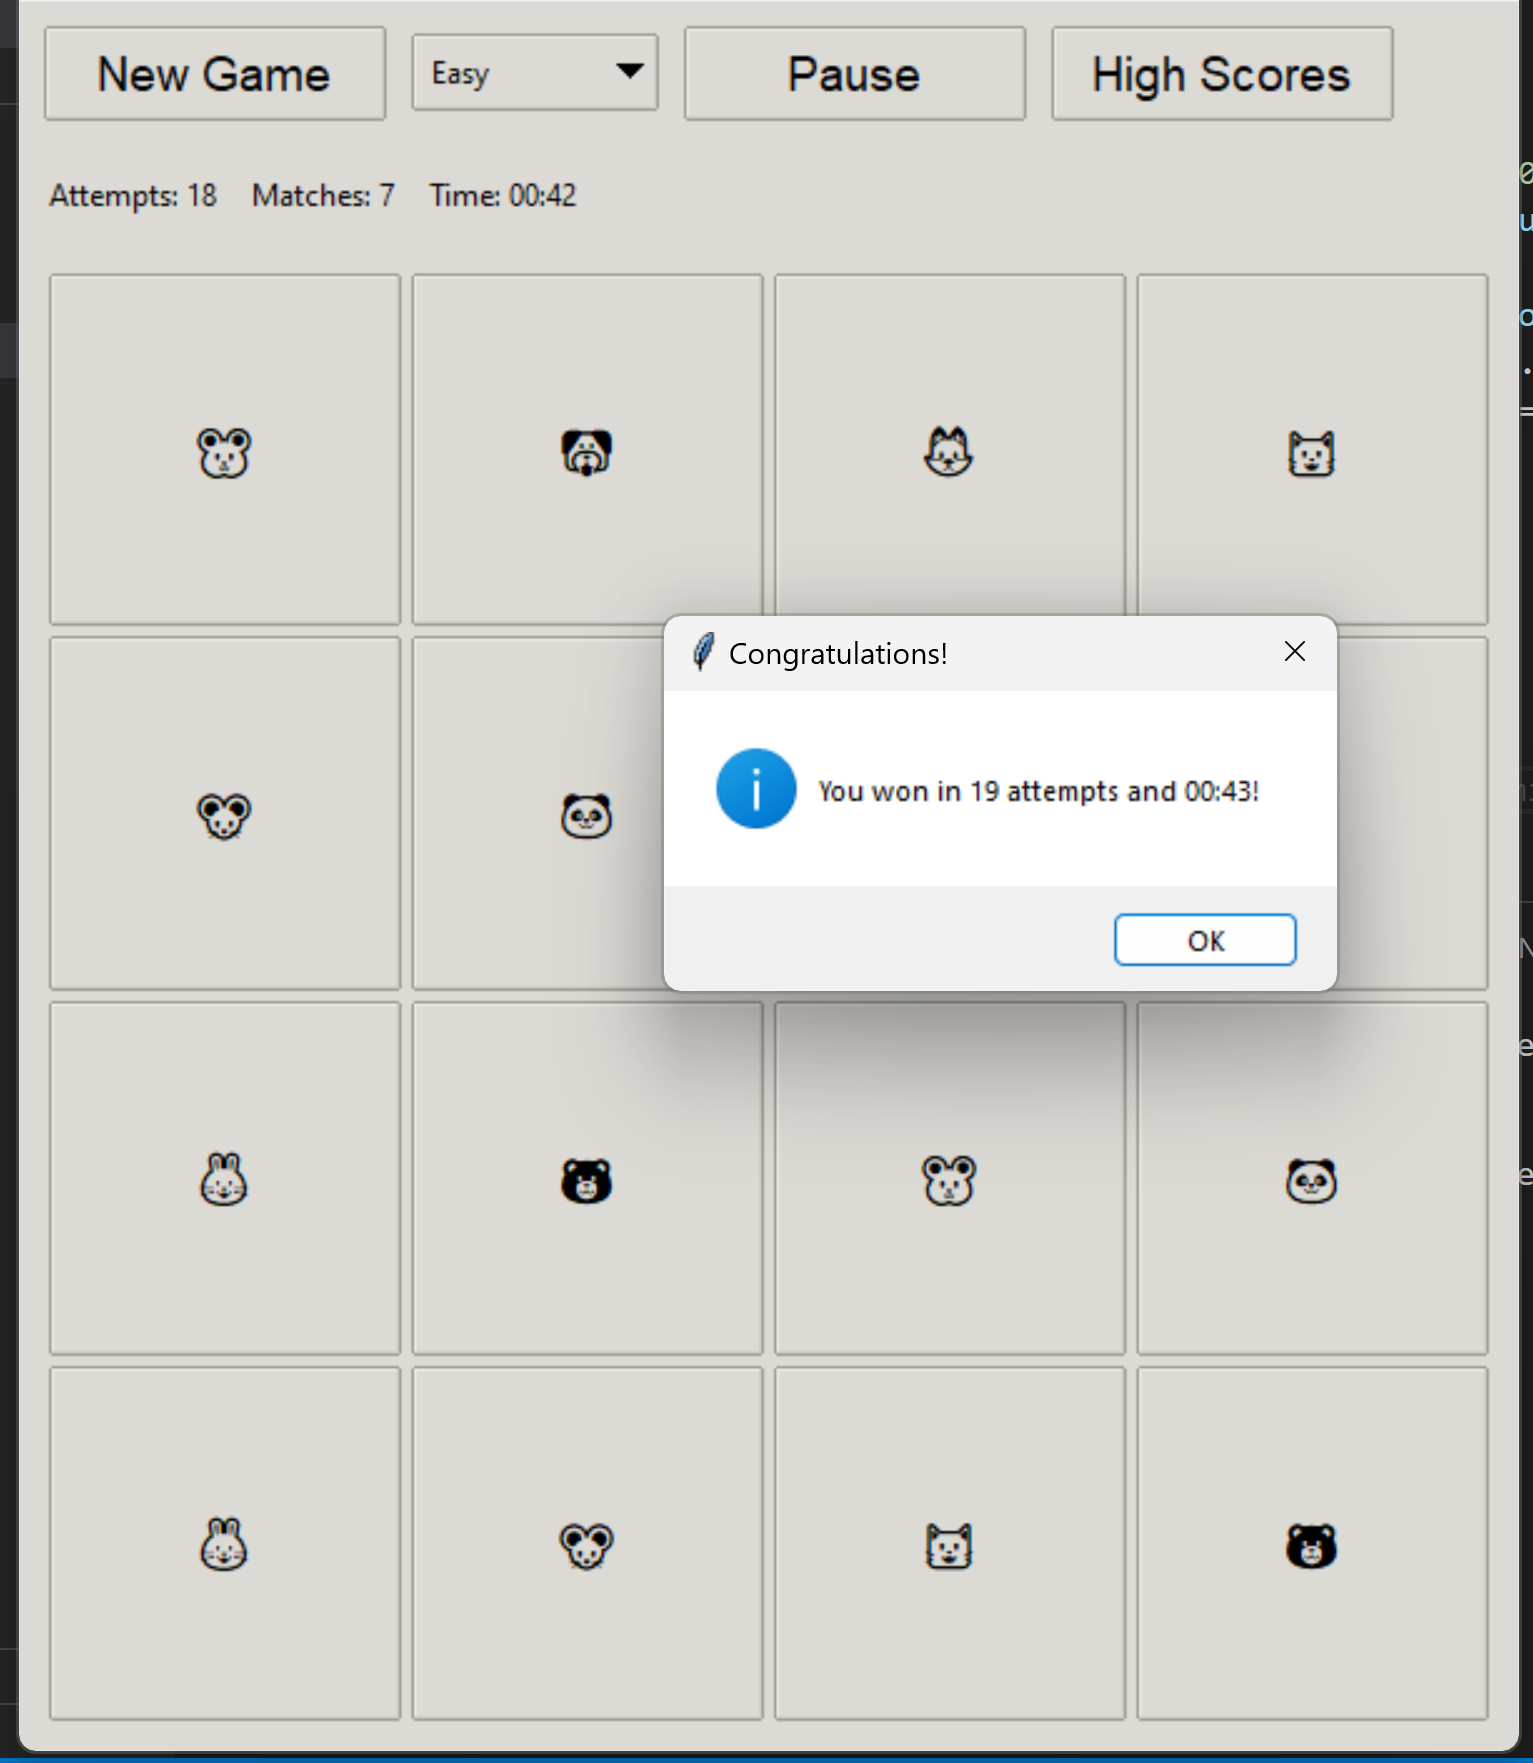 New Game Easy Pause High Scores
Attempts: 18 Matches: 7 Time: 00:42
Congratulations!
You won in 19 attempts and 00:43!
OK